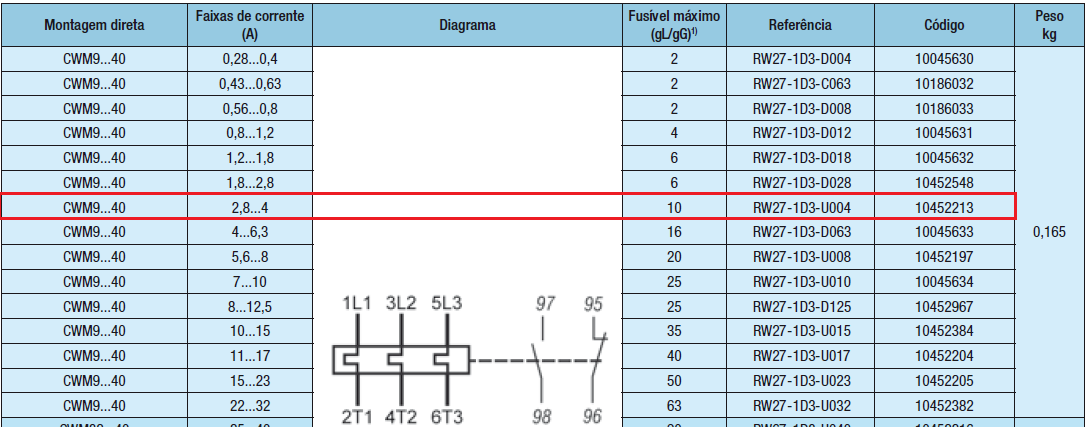 Montagem direta Faixas de corrente (A) Diagrama Fusível máximo (gL/gG)1) Referência Código Peso kg
CWM9...40 0,28...0,4 2 RW27-1D3-D004 10045630
CWM9...40 0,43...0,63 2 RW27-1D3-C063 10186032
CWM9...40 0,56...0,8 2 RW27-1D3-D008 10186033
CWM9...40 0,8...1,2 4 RW27-1D3-D012 10045631
CWM9...40 1,2...1,8 6 RW27-1D3-D018 10045632
CWM9...40 1,8...2,8 6 RW27-1D3-D028 10452548
CWM9...40 2,8...4 10 RW27-1D3-U004 10452213
CWM9...40 4...6,3 16 RW27-1D3-D063 10045633 0,165
CWM9...40 5,6...8 20 RW27-1D3-U008 10452197
CWM9...40 7...10 25 RW27-1D3-U010 10045634
CWM9...40 8...12,5 25 RW27-1D3-D125 10452967
CWM9...40 10...15 35 RW27-1D3-U015 10452384
CWM9...40 11...17 40 RW27-1D3-U017 10452204
CWM9...40 15...23 50 RW27-1D3-U023 10452205
CWM9...40 22...32 63 RW27-1D3-U032 10452382
1L1 3L2 5L3 97 95
2T1 4T2 6T3 98 96